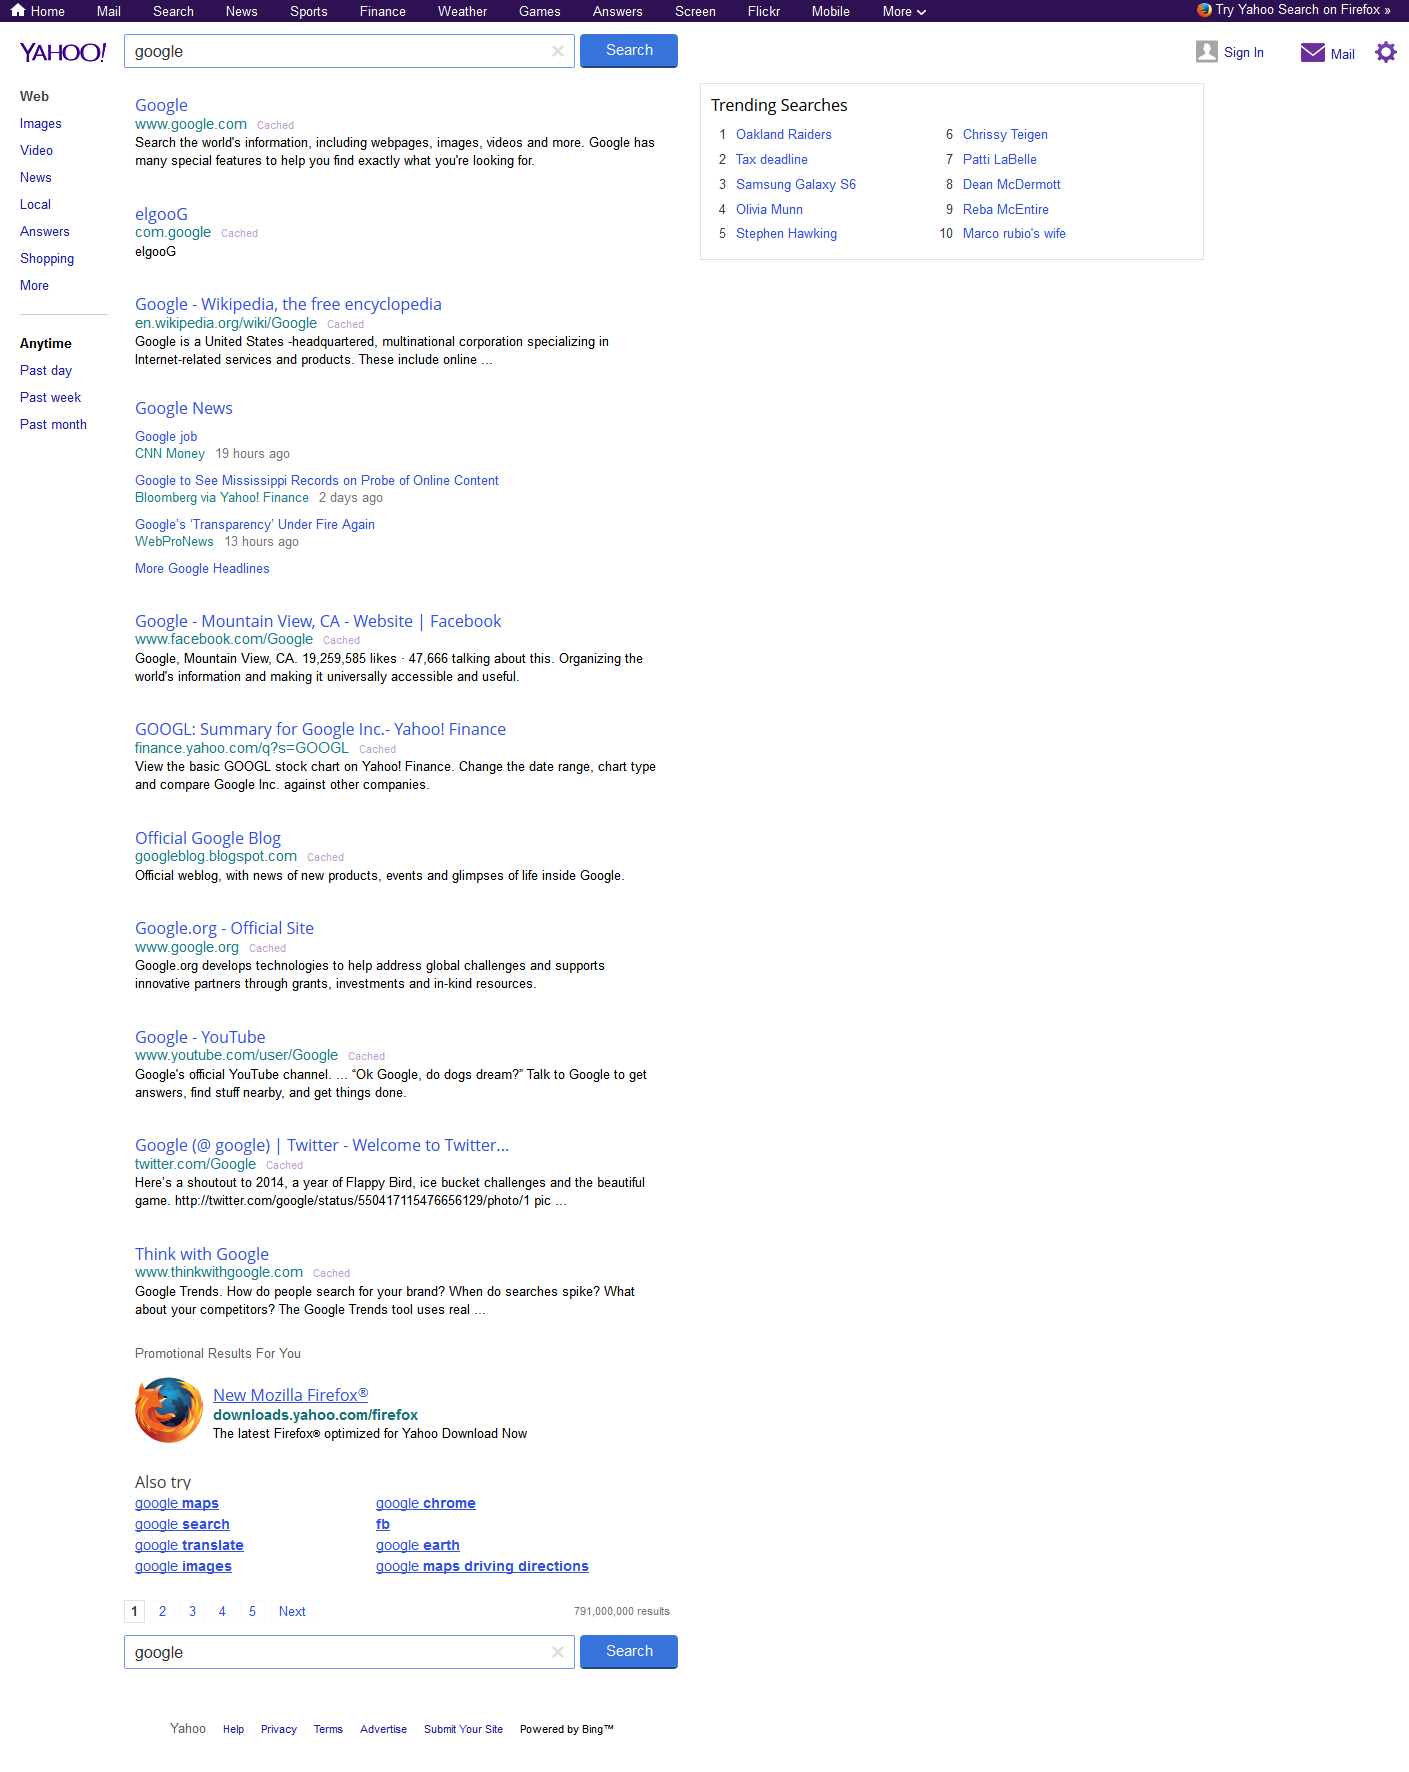 Home Mail Search News Sports Finance Weather Games Answers Screen Flickr Mobile More Try Yahoo Search on Firefox »
YAHOO! google Search Sign In Mail
Web
Images
Video
News
Local
Answers
Shopping
More
Anytime
Past day
Past week
Past month
Google
www.google.com Cached
Search the world's information, including webpages, images, videos and more. Google has
many special features to help you find exactly what you're looking for.
elgooG
com.google Cached
elgooG
Google - Wikipedia, the free encyclopedia
en.wikipedia.org/wiki/Google Cached
Google is a United States -headquartered, multinational corporation specializing in
Internet-related services and products. These include online ...
Google News
Google job
CNN Money 19 hours ago
Google to See Mississippi Records on Probe of Online Content
Bloomberg via Yahoo! Finance 2 days ago
Google’s ‘Transparency’ Under Fire Again
WebProNews 13 hours ago
More Google Headlines
Google - Mountain View, CA - Website | Facebook
www.facebook.com/Google Cached
Google, Mountain View, CA. 19,259,585 likes · 47,666 talking about this. Organizing the
world's information and making it universally accessible and useful.
GOOGL: Summary for Google Inc.- Yahoo! Finance
finance.yahoo.com/q?s=GOOGL Cached
View the basic GOOGL stock chart on Yahoo! Finance. Change the date range, chart type
and compare Google Inc. against other companies.
Official Google Blog
googleblog.blogspot.com Cached
Official weblog, with news of new products, events and glimpses of life inside Google.
Google.org - Official Site
www.google.org Cached
Google.org develops technologies to help address global challenges and supports
innovative partners through grants, investments and in-kind resources.
Google - YouTube
www.youtube.com/user/Google Cached
Google's official YouTube channel. ... “Ok Google, do dogs dream?” Talk to Google to get
answers, find stuff nearby, and get things done.
Google (@ google) | Twitter - Welcome to Twitter...
twitter.com/Google Cached
Here’s a shoutout to 2014, a year of Flappy Bird, ice bucket challenges and the beautiful
game. http://twitter.com/google/status/550417115476656129/photo/1 pic ...
Think with Google
www.thinkwithgoogle.com Cached
Google Trends. How do people search for your brand? When do searches spike? What
about your competitors? The Google Trends tool uses real ...
Promotional Results For You
New Mozilla Firefox®
downloads.yahoo.com/firefox
The latest Firefox® optimized for Yahoo Download Now
Also try
google maps google chrome
google search fb
google translate google earth
google images google maps driving directions
1 2 3 4 5 Next 791,000,000 results
google Search
Yahoo Help Privacy Terms Advertise Submit Your Site Powered by Bing™
Trending Searches
1 Oakland Raiders
2 Tax deadline
3 Samsung Galaxy S6
4 Olivia Munn
5 Stephen Hawking
6 Chrissy Teigen
7 Patti LaBelle
8 Dean McDermott
9 Reba McEntire
10 Marco rubio's wife